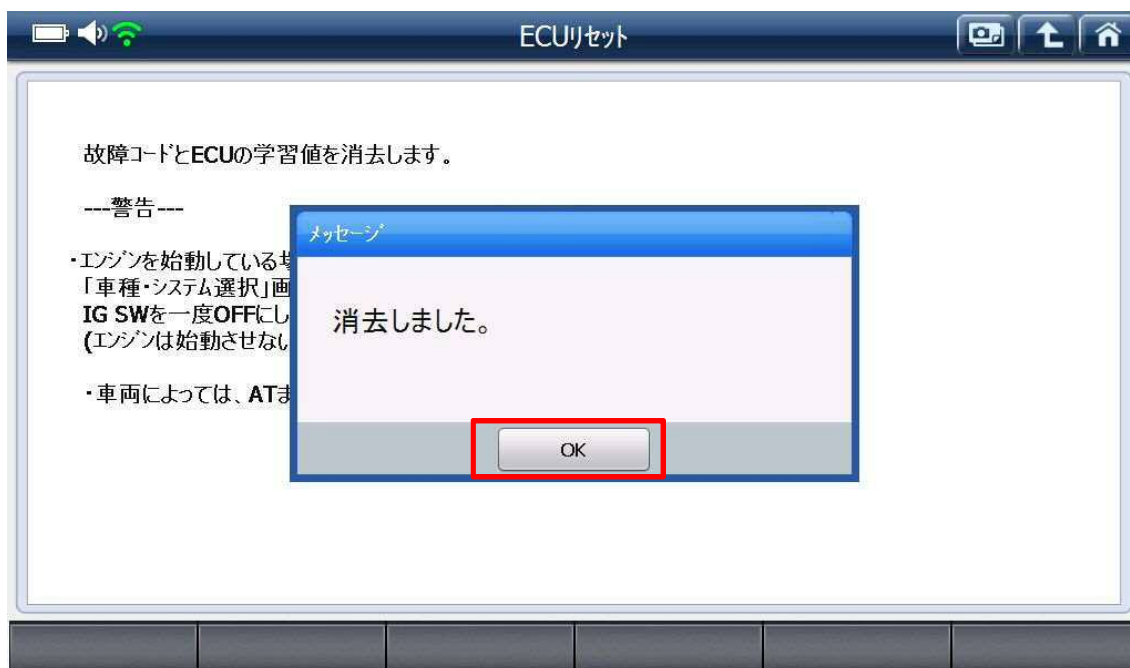 ECUリセット
故障コードとECUの学習値を消去します。
---警告---
・エンジンを始動している場
「車種・システム選択」画
IG SWを一度OFFにし
(エンジンは始動させない
・車両によっては、ATま
メッセージ
消去しました。
OK